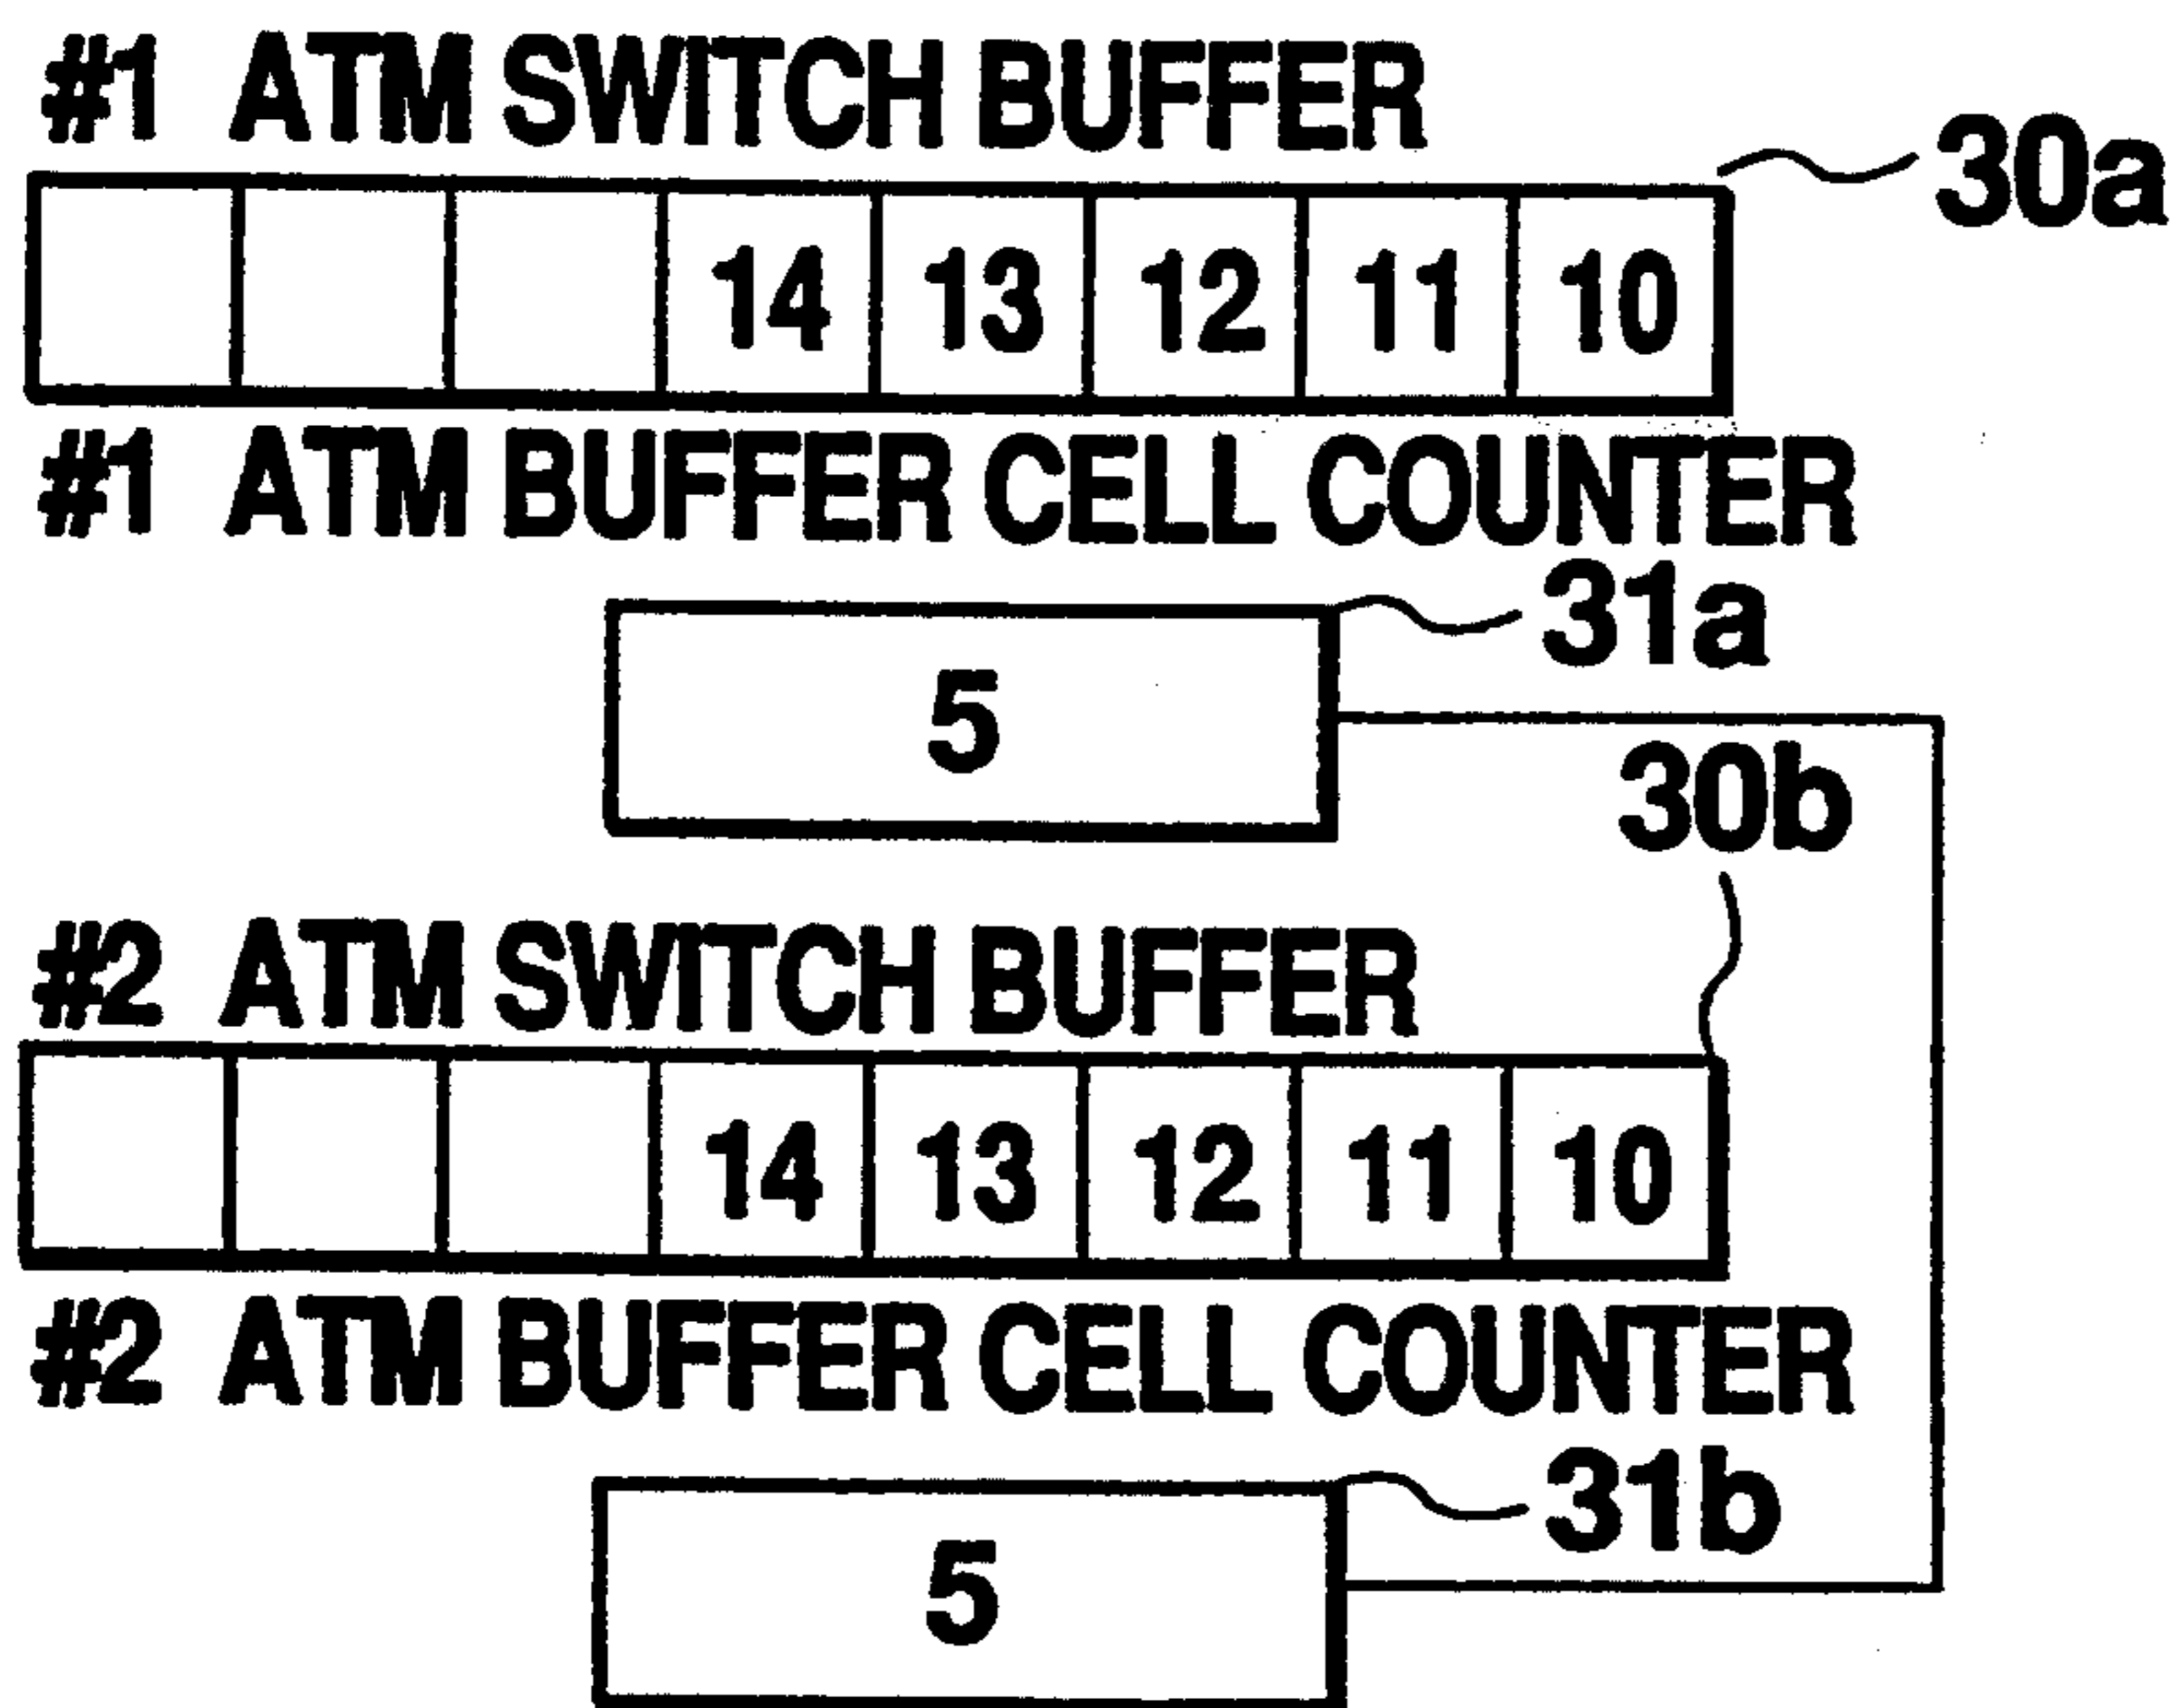 #1 ATM SWITCH BUFFER
30a
14 13 12 11 10
#1 ATM BUFFER CELL COUNTER
31a
5
30b
#2 ATM SWITCH BUFFER
14 13 12 11 10
#2 ATM BUFFER CELL COUNTER
31b
5